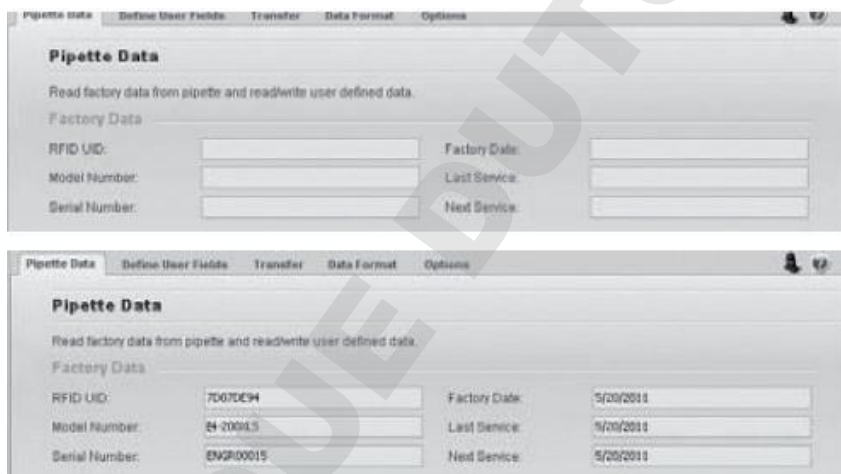 Pipette Data Define User Fields Transfer Data Format Options
Pipette Data
Read factory data from pipette and read/write user defined data.
Factory Data
RFID UID: Factory Date:
Model Number: Last Service:
Serial Number: Next Service:
Pipette Data Define User Fields Transfer Data Format Options
Pipette Data
Read factory data from pipette and read/write user defined data.
Factory Data
RFID UID: 7D07DE94 Factory Date: 5/20/2011
Model Number: Last Service: 5/20/2011
Serial Number: ENGR00015 Next Service: 5/20/2011